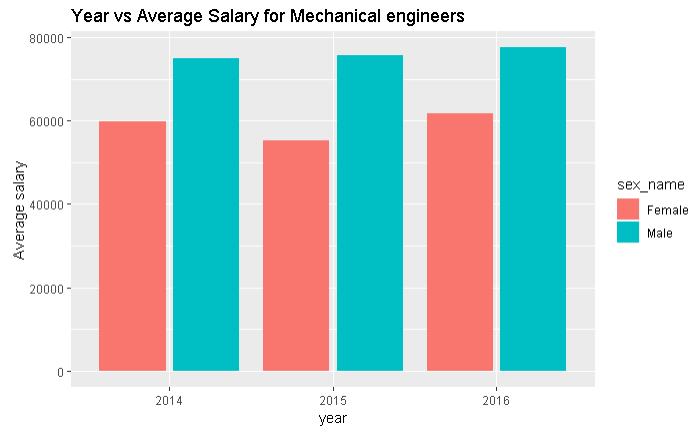 Year vs Average Salary for Mechanical engineers
80000
60000
40000
20000
0
Average salary
2014
2015
2016
year
sex_name
Female
Male